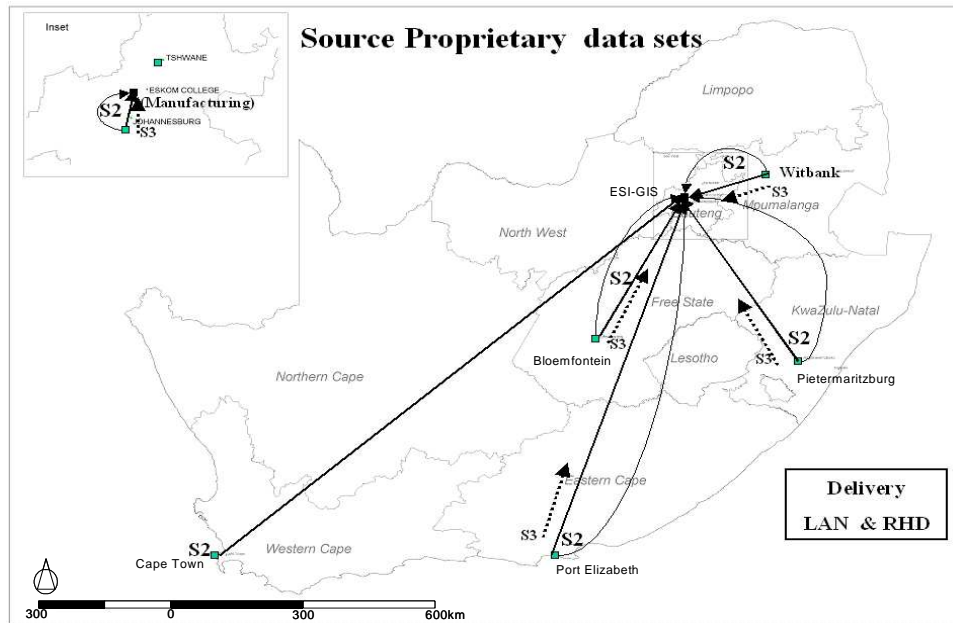 Inset
Source Proprietary data sets
TSHWANE
*ESKOM COLLEGE
(Manufacturing)
S2
JOHANNESBURG
S3
Limpopo
S2
Witbank
ESI-GIS
S3
Mpumalanga
Gauteng
North West
S2
Free State
KwaZulu-Natal
S3
S2
Bloemfontein
Lesotho
S3
Pietermaritzburg
Northern Cape
Eastern Cape
Delivery
LAN & RHD
S3
S2
S2
Western Cape
Cape Town
Port Elizabeth
300 0 300 600km